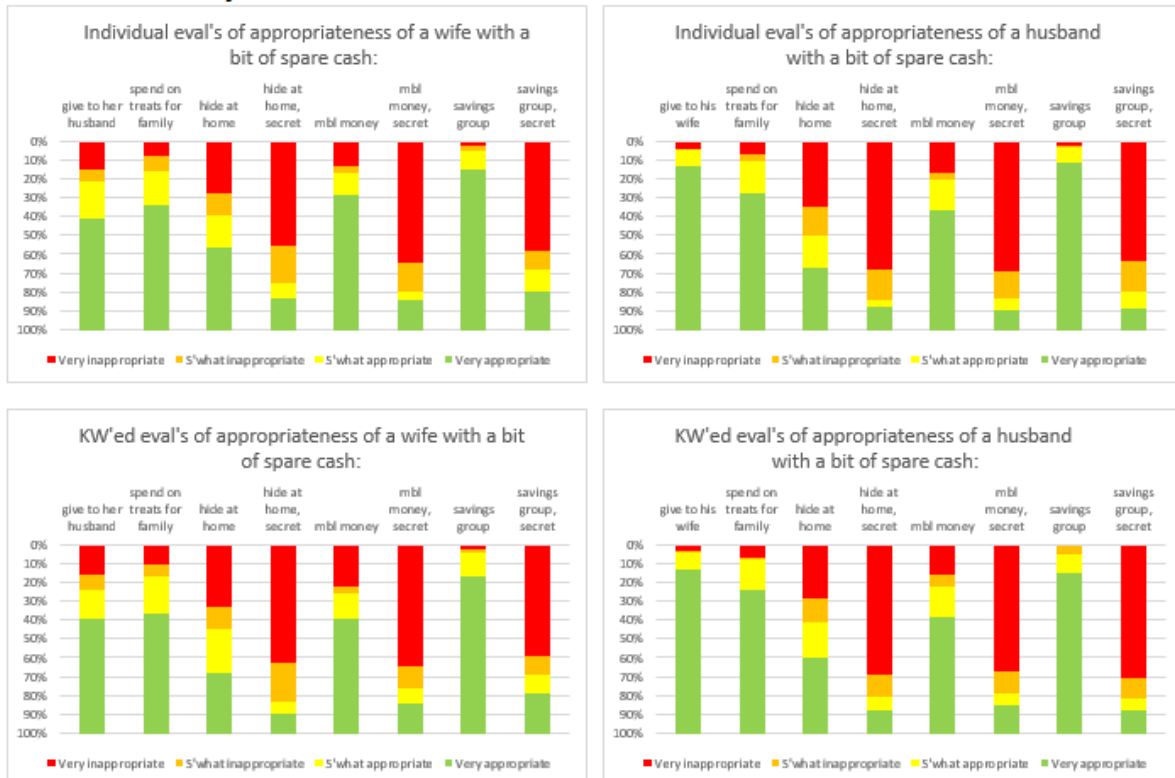 Individual eval's of appropriateness of a wife with a
bit of spare cash:
give to her husband
spend on treats for family
hide at home
hide at home, secret
mbl money
mbl money, secret
savings group
savings group, secret
0%
10%
20%
30%
40%
50%
60%
70%
80%
90%
100%
Very inappropriate S'what inappropriate S'what appropriate Very appropriate
Individual eval's of appropriateness of a husband
with a bit of spare cash:
give to his wife
spend on treats for family
hide at home
hide at home, secret
mbl money
mbl money, secret
savings group
savings group, secret
0%
10%
20%
30%
40%
50%
60%
70%
80%
90%
100%
Very inappropriate S'what inappropriate S'what appropriate Very appropriate
KW'ed eval's of appropriateness of a wife with a bit
of spare cash:
give to her husband
spend on treats for family
hide at home
hide at home, secret
mbl money
mbl money, secret
savings group
savings group, secret
0%
10%
20%
30%
40%
50%
60%
70%
80%
90%
100%
Very inappropriate S'what inappropriate S'what appropriate Very appropriate
KW'ed eval's of appropriateness of a husband
with a bit of spare cash:
give to his wife
spend on treats for family
hide at home
hide at home, secret
mbl money
mbl money, secret
savings group
savings group, secret
0%
10%
20%
30%
40%
50%
60%
70%
80%
90%
100%
Very inappropriate S'what inappropriate S'what appropriate Very appropriate